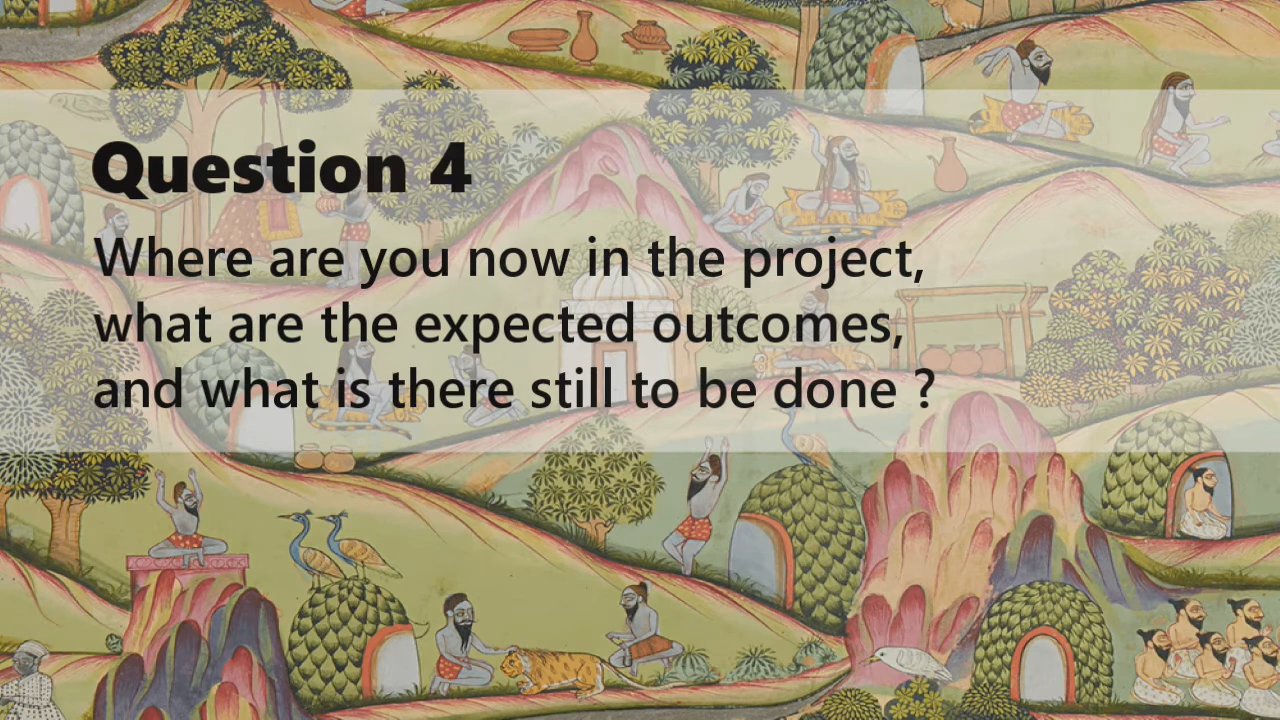 Question 4
Where are you now in the project,
what are the expected outcomes,
and what is there still to be done ?